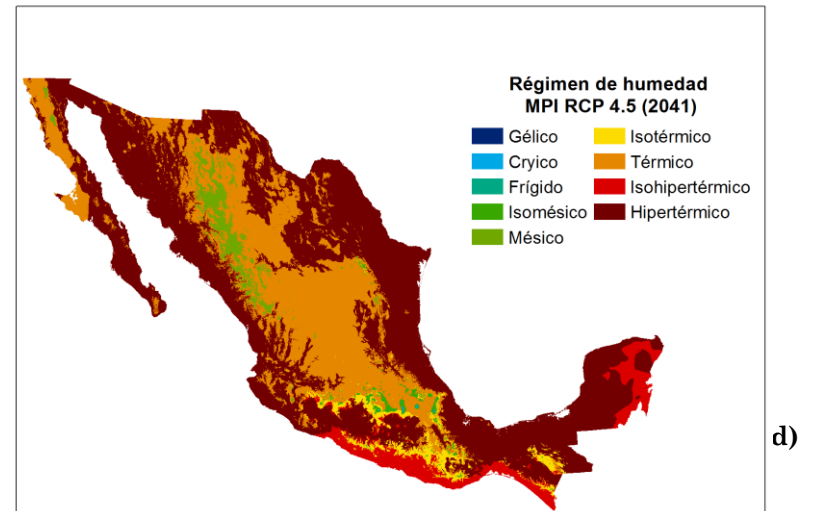 Régimen de humedad
MPI RCP 4.5 (2041)
Gélico
Isotérmico
Cryico
Térmico
Frígido
Isohipertérmico
Isomésico
Hipertérmico
Mésico
d)